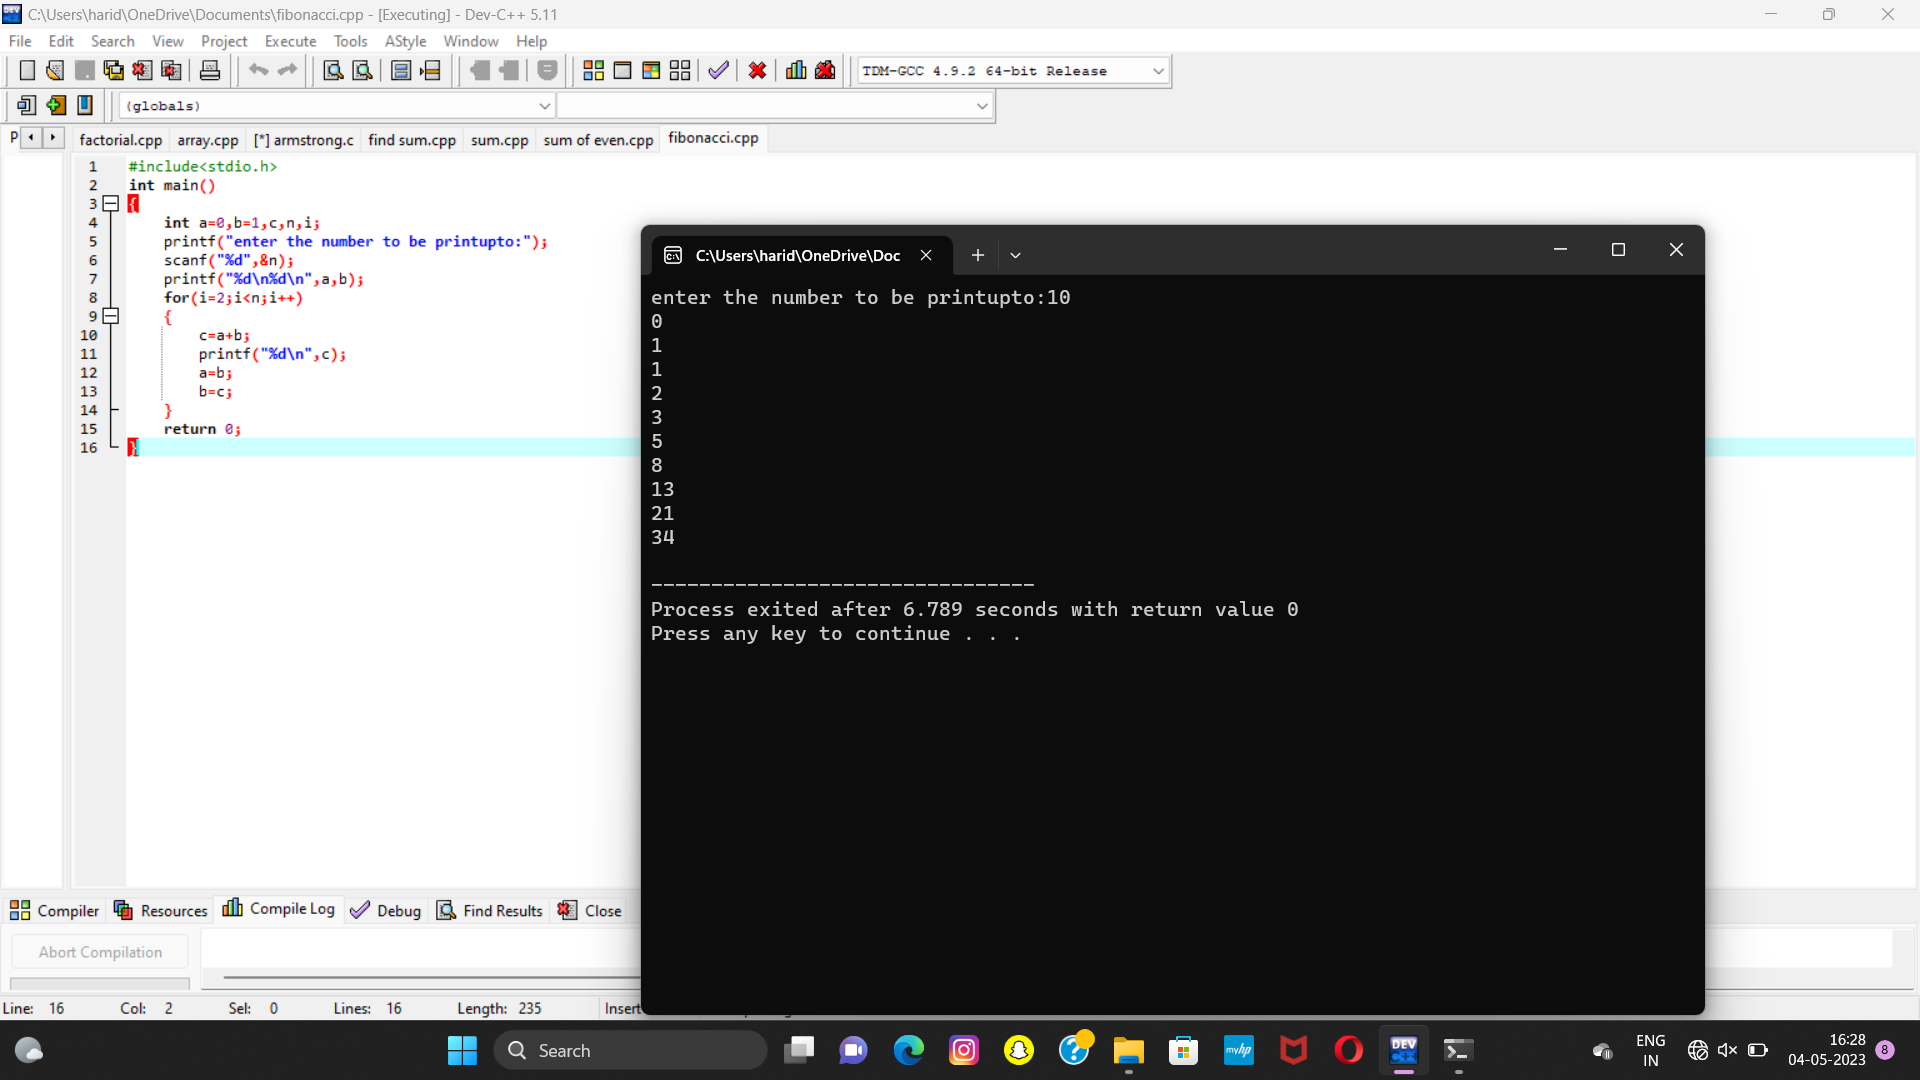 C:\Users\harid\OneDrive\Documents\fibonacci.cpp - [Executing] - Dev-C++ 5.11
File Edit Search View Project Execute Tools AStyle Window Help
TDM-GCC 4.9.2 64-bit Release
(globals)
P factorial.cpp array.cpp [*] armstrong.c find sum.cpp sum.cpp sum of even.cpp fibonacci.cpp
1 #include<stdio.h>
2 int main()
3 {
4 int a=0,b=1,c,n,i;
5 printf("enter the number to be printupto:");
6 scanf("%d",&n);
7 printf("%d\n%d\n",a,b);
8 for(i=2;i<n;i++)
9 {
10 c=a+b;
11 printf("%d\n",c);
12 a=b;
13 b=c;
14 }
15 return 0;
16 }
C:\Users\harid\OneDrive\Doc
enter the number to be printupto:10
0
1
1
2
3
5
8
13
21
34
--------------------------------
Process exited after 6.789 seconds with return value 0
Press any key to continue . . .
Compiler Resources Compile Log Debug Find Results Close
Abort Compilation
Line: 16 Col: 2 Sel: 0 Lines: 16 Length: 235 Insert
Search
myhp
DEV C++
ENG
IN
16:28
04-05-2023
8